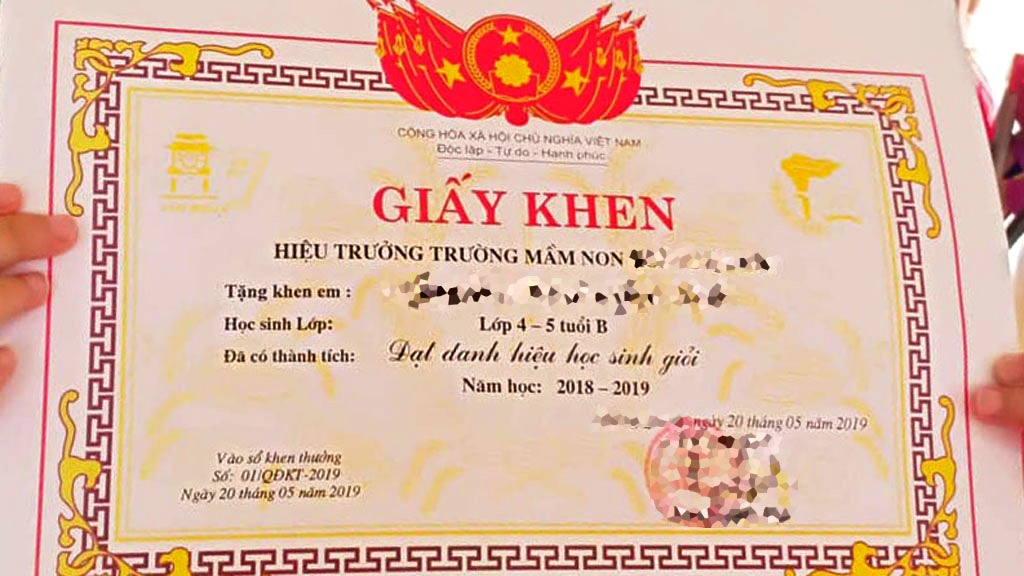 CỘNG HÒA XÃ HỘI CHỦ NGHĨA VIỆT NAM
Độc lập - Tự do - Hạnh phúc
GIẤY KHEN
HIỆU TRƯỞNG TRƯỜNG MẦM NON
Tặng khen em :
Học sinh Lớp: Lớp 4 – 5 tuổi B
Đã có thành tích: Đạt danh hiệu học sinh giỏi
Năm học: 2018 – 2019
ngày 20 tháng 05 năm 2019
Vào sổ khen thưởng
Số: 01/QĐKT-2019
Ngày 20 tháng 05 năm 2019